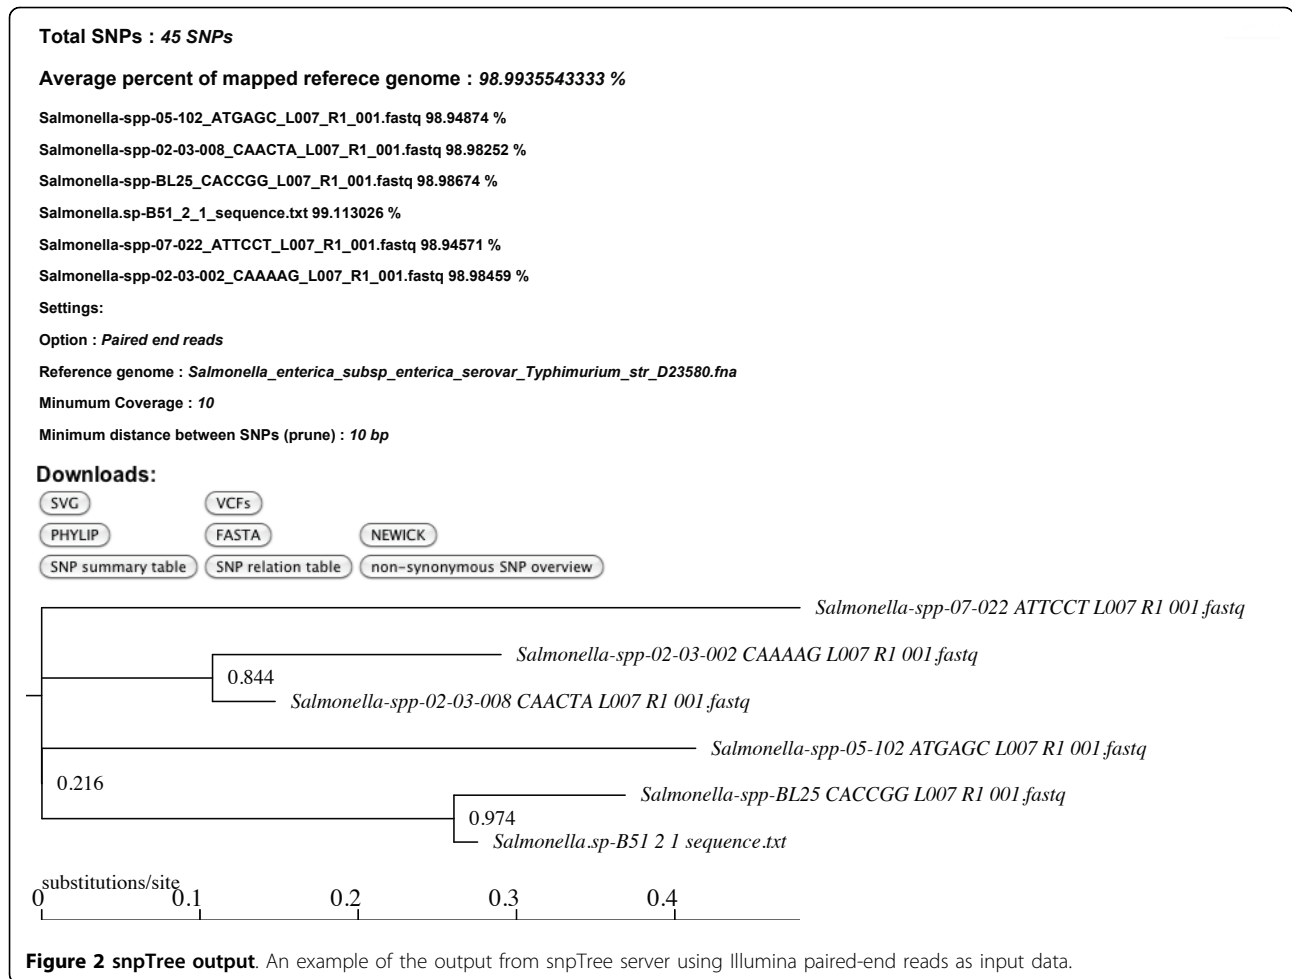 Total SNPs : 45 SNPs
Average percent of mapped referece genome : 98.9935543333 %
Salmonella-spp-05-102_ATGAGC_L007_R1_001.fastq 98.94874 %
Salmonella-spp-02-03-008_CAACTA_L007_R1_001.fastq 98.98252 %
Salmonella-spp-BL25_CACCGG_L007_R1_001.fastq 98.98674 %
Salmonella.sp-B51_2_1_sequence.txt 99.113026 %
Salmonella-spp-07-022_ATTCCT_L007_R1_001.fastq 98.94571 %
Salmonella-spp-02-03-002_CAAAAG_L007_R1_001.fastq 98.98459 %
Settings:
Option : Paired end reads
Reference genome : Salmonella_enterica_subsp_enterica_serovar_Typhimurium_str_D23580.fna
Minumum Coverage : 10
Minimum distance between SNPs (prune) : 10 bp
Downloads:
SVG VCFs
PHYLIP FASTA NEWICK
SNP summary table SNP relation table non-synonymous SNP overview
Salmonella-spp-07-022 ATTCCT L007 R1 001.fastq
Salmonella-spp-02-03-002 CAAAAG L007 R1 001.fastq
0.844
Salmonella-spp-02-03-008 CAACTA L007 R1 001.fastq
Salmonella-spp-05-102 ATGAGC L007 R1 001.fastq
0.216
Salmonella-spp-BL25 CACCGG L007 R1 001.fastq
0.974
Salmonella.sp-B51 2 1 sequence.txt
substitutions/site
0 0.1 0.2 0.3 0.4
Figure 2 snpTree output. An example of the output from snpTree server using Illumina paired-end reads as input data.